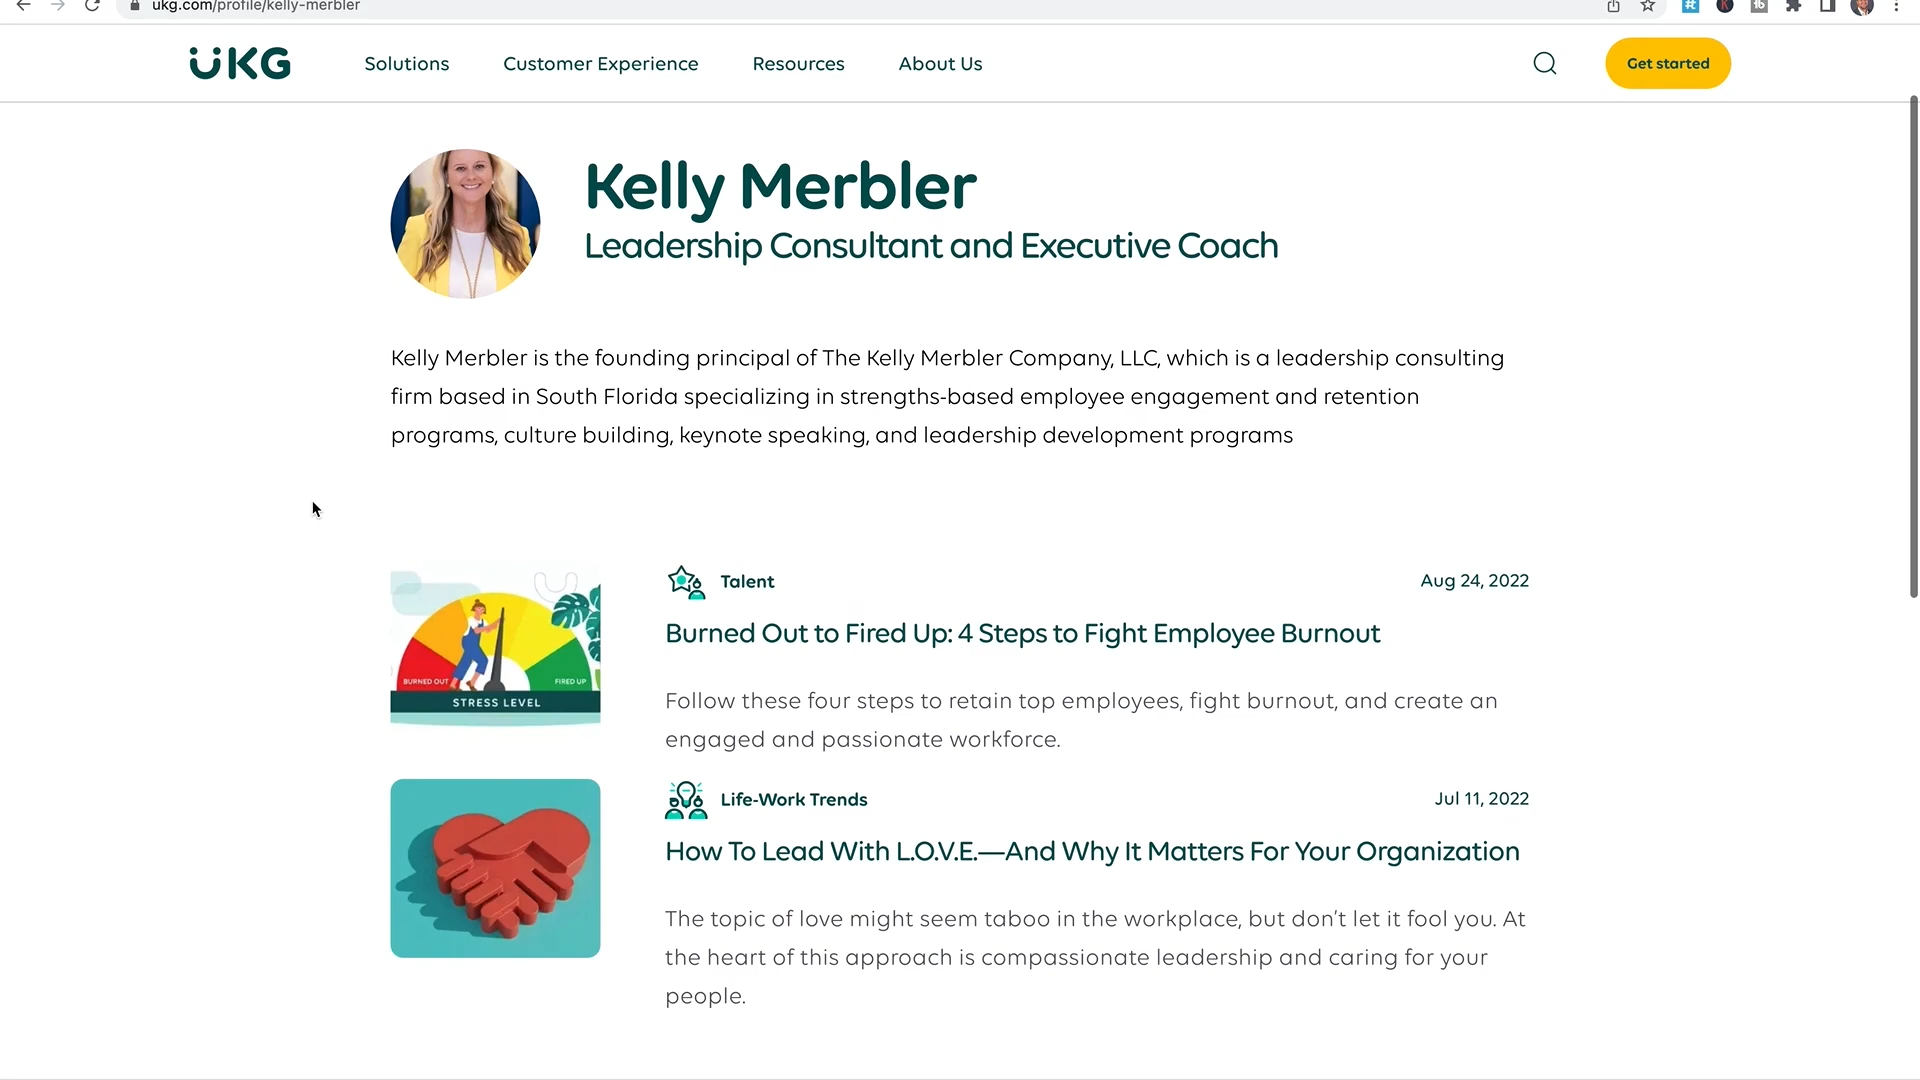 ukg.com/profile/kelly-merbler
UKG
Solutions
Customer Experience
Resources
About Us
Get started
Kelly Merbler
Leadership Consultant and Executive Coach
Kelly Merbler is the founding principal of The Kelly Merbler Company, LLC, which is a leadership consulting
firm based in South Florida specializing in strengths-based employee engagement and retention
programs, culture building, keynote speaking, and leadership development programs
BURNED OUT
FIRED UP
STRESS LEVEL
Talent
Aug 24, 2022
Burned Out to Fired Up: 4 Steps to Fight Employee Burnout
Follow these four steps to retain top employees, fight burnout, and create an
engaged and passionate workforce.
Life-Work Trends
Jul 11, 2022
How To Lead With L.O.V.E.—And Why It Matters For Your Organization
The topic of love might seem taboo in the workplace, but don’t let it fool you. At
the heart of this approach is compassionate leadership and caring for your
people.